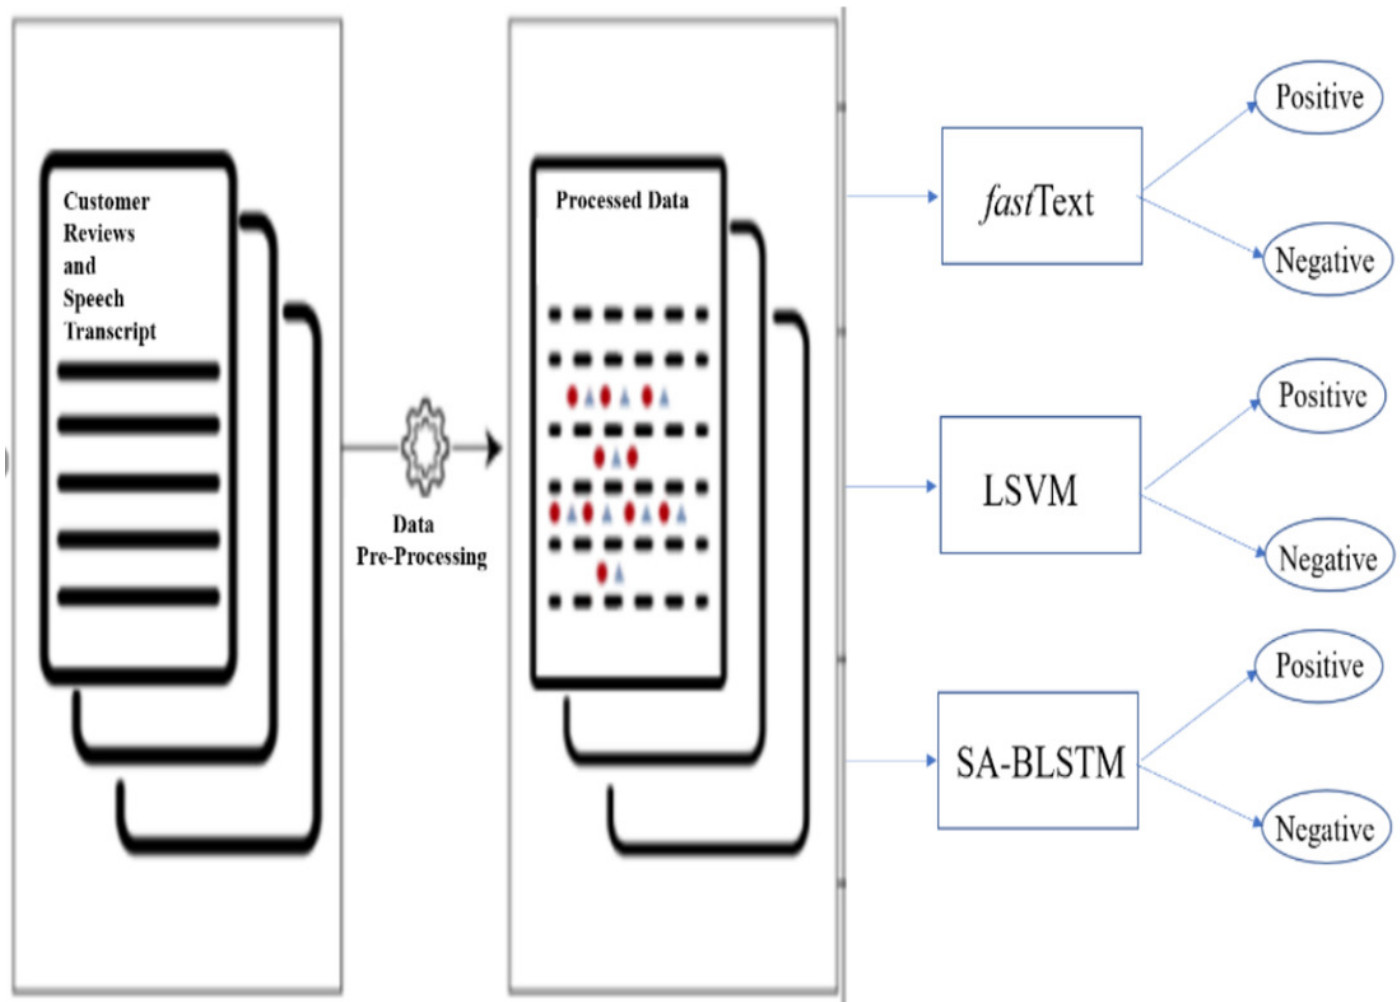 Customer
Reviews
and
Speech
Transcript
Data
Pre-Processing
Processed Data
fastText
Positive
Negative
LSVM
Positive
Negative
SA-BLSTM
Positive
Negative